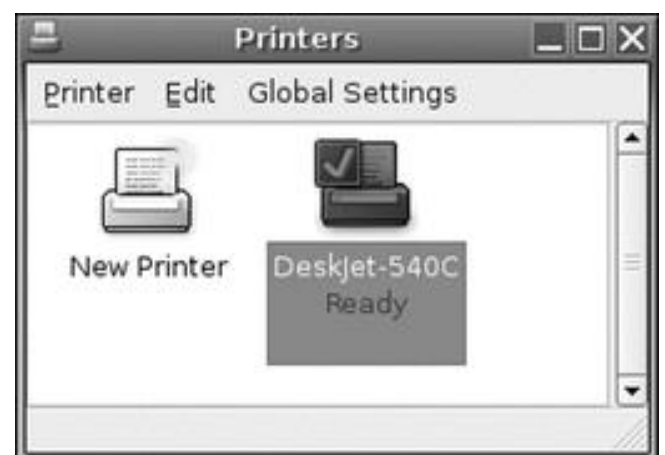 Printers
Printer Edit Global Settings
New Printer
DeskJet-540C
Ready